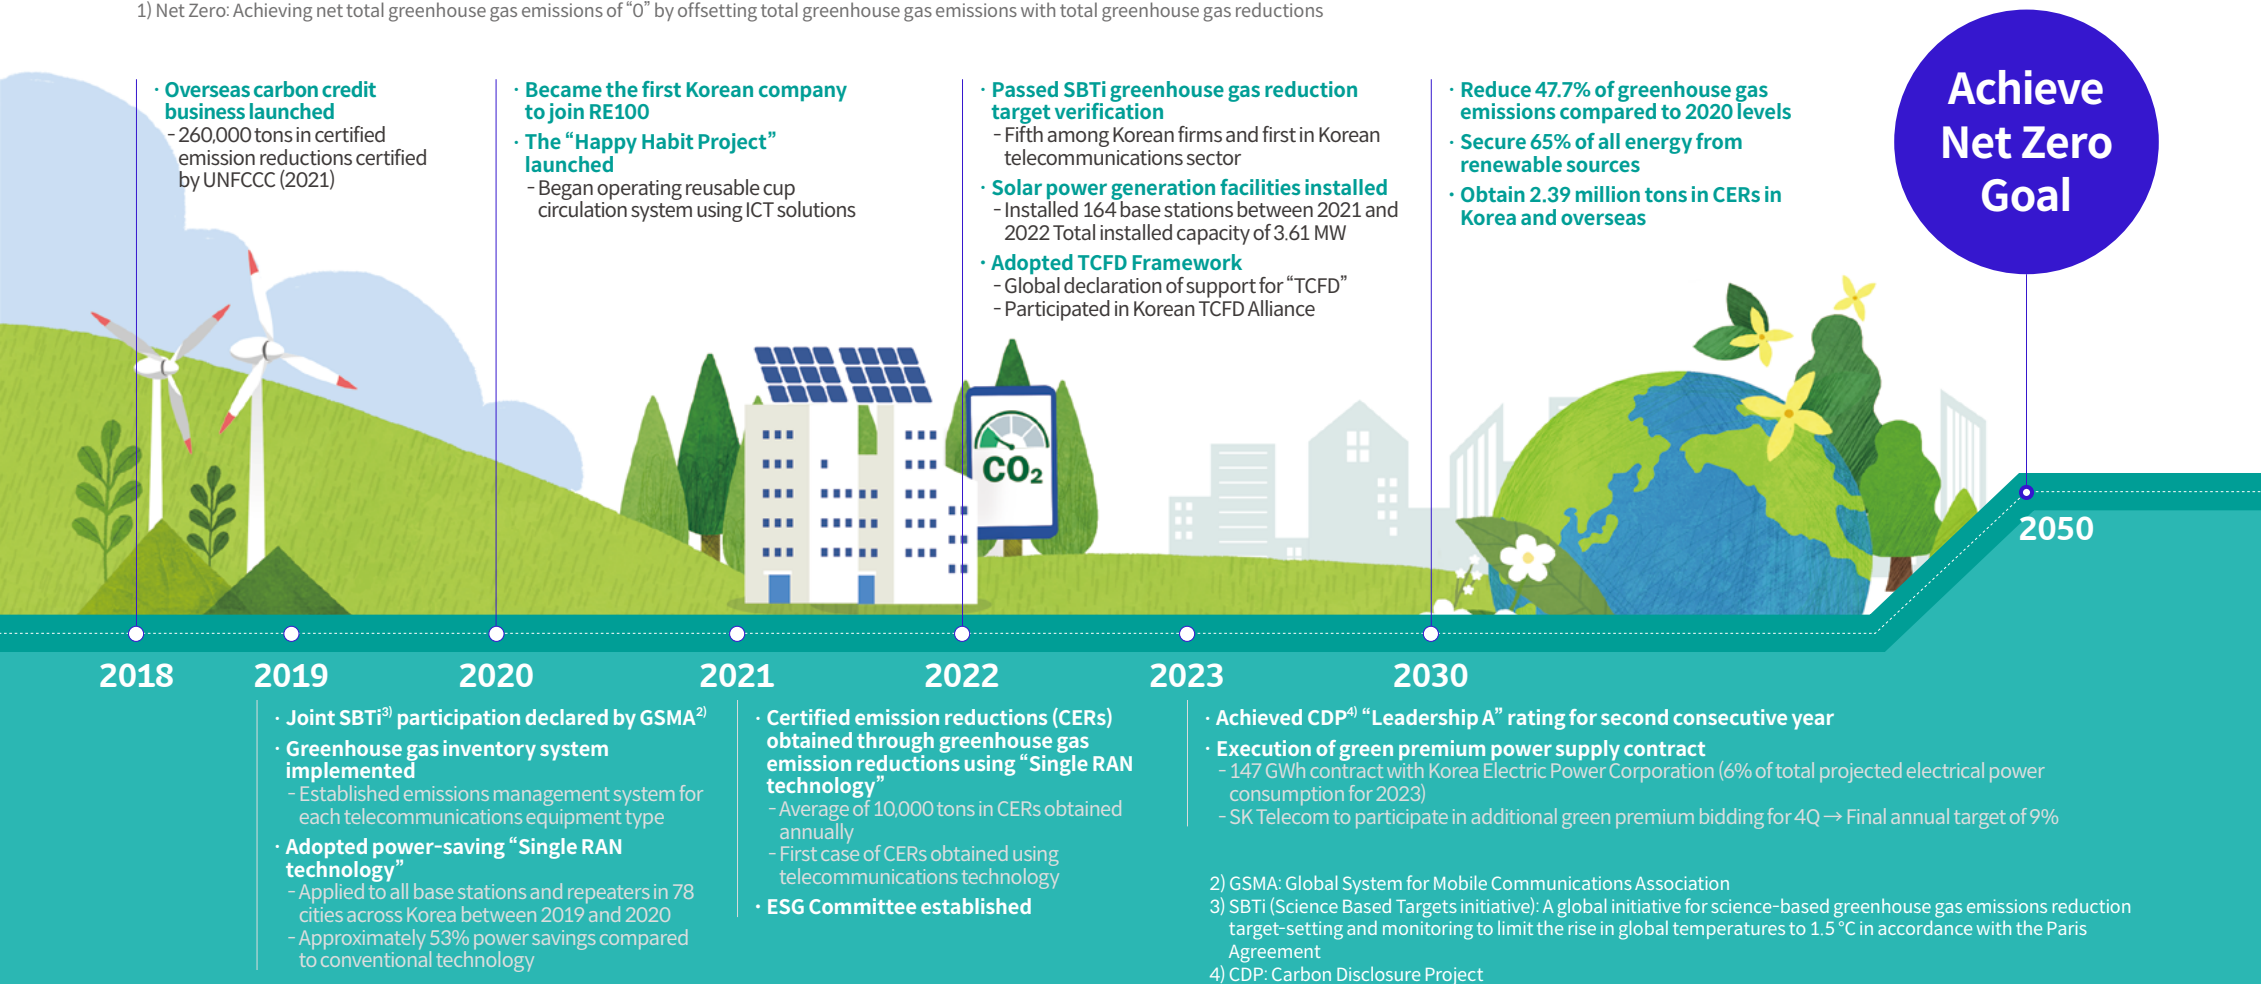 1) Net Zero: Achieving net total greenhouse gas emissions of “0” by offsetting total greenhouse gas emissions with total greenhouse gas reductions
· Overseas carbon credit
business launched
- 260,000 tons in certified
emission reductions certified
by UNFCCC (2021)
· Became the first Korean company
to join RE100
· The “Happy Habit Project”
launched
- Began operating reusable cup
circulation system using ICT solutions
· Passed SBTi greenhouse gas reduction
target verification
- Fifth among Korean firms and first in Korean
telecommunications sector
· Solar power generation facilities installed
- Installed 164 base stations between 2021 and
2022 Total installed capacity of 3.61 MW
· Adopted TCFD Framework
- Global declaration of support for “TCFD”
- Participated in Korean TCFD Alliance
· Reduce 47.7% of greenhouse gas
emissions compared to 2020 levels
· Secure 65% of all energy from
renewable sources
· Obtain 2.39 million tons in CERs in
Korea and overseas
Achieve
Net Zero
Goal
CO₂
2050
2018
2019
2020
2021
2022
2023
2030
· Joint SBTi³⁾ participation declared by GSMA²⁾
· Greenhouse gas inventory system
implemented
- Established emissions management system for
each telecommunications equipment type
· Adopted power-saving “Single RAN
technology”
- Applied to all base stations and repeaters in 78
cities across Korea between 2019 and 2020
- Approximately 53% power savings compared
to conventional technology
· Certified emission reductions (CERs)
obtained through greenhouse gas
emission reductions using “Single RAN
technology”
- Average of 10,000 tons in CERs obtained
annually
- First case of CERs obtained using
telecommunications technology
· ESG Committee established
· Achieved CDP⁴⁾ “Leadership A” rating for second consecutive year
· Execution of green premium power supply contract
- 147 GWh contract with Korea Electric Power Corporation (6% of total projected electrical power
consumption for 2023)
- SK Telecom to participate in additional green premium bidding for 4Q → Final annual target of 9%
2) GSMA: Global System for Mobile Communications Association
3) SBTi (Science Based Targets initiative): A global initiative for science-based greenhouse gas emissions reduction
target-setting and monitoring to limit the rise in global temperatures to 1.5 °C in accordance with the Paris
Agreement
4) CDP: Carbon Disclosure Project